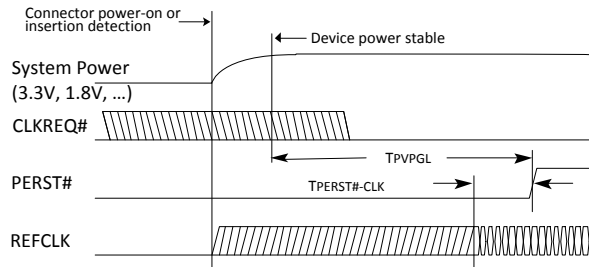 Connector power-on or
insertion detection
Device power stable
System Power
(3.3V, 1.8V, ...)
CLKREQ#
TPVPGL
PERST#
TPERST#-CLK
REFCLK